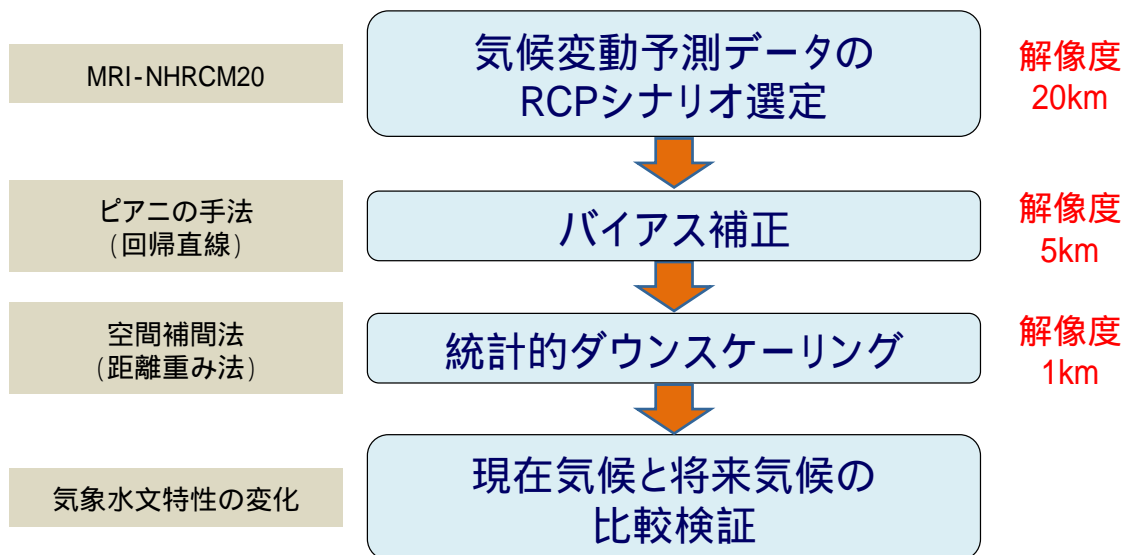 MRI-NHRCM20
気候変動予測データの
RCPシナリオ選定
解像度
20km
ピアニの手法
(回帰直線)
バイアス補正
解像度
5km
空間補間法
(距離重み法)
統計的ダウンスケーリング
解像度
1km
気象水文特性の変化
現在気候と将来気候の
比較検証